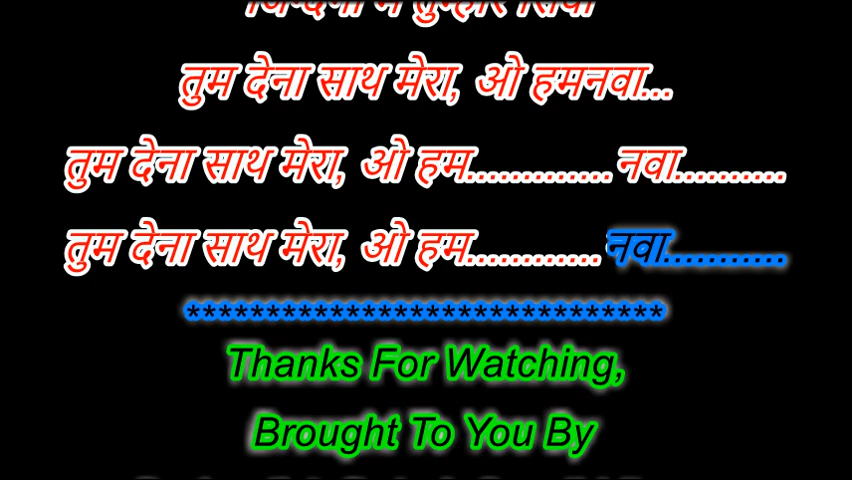 तुम देना साथ मेरा, ओ हमनवा...
तुम देना साथ मेरा, ओ हम............. नवा..........
तुम देना साथ मेरा, ओ हम............ नवा...........
*******************************
Thanks For Watching,
Brought To You By